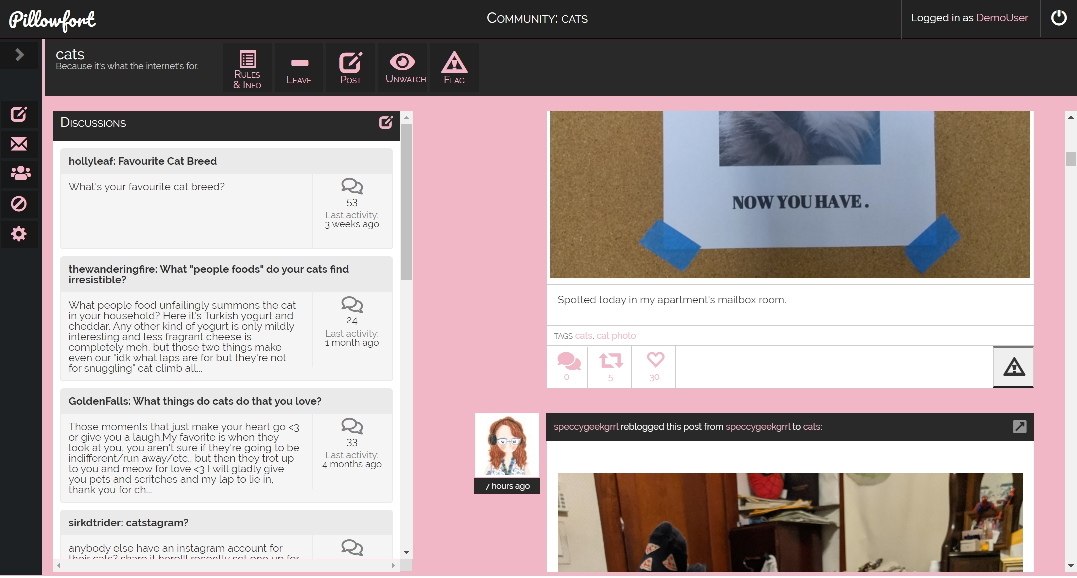 Pillowfort
Community: cats
Logged in as DemoUser
cats
Because it's what the internet's for.
Rules
& Info
Leave
Post
Unwatch
Flag
Discussions
hollyleaf: Favourite Cat Breed
What's your favourite cat breed?
53
Last activity:
3 weeks ago
thewanderingfire: What "people foods" do your cats find
irresistible?
What people food unfailingly summons the cat
in your household? Here it's Turkish yogurt and
cheddar. Any other kind of yogurt is only mildly
interesting and less fragrant cheese is
completely meh, but those two things make
even our "idk what laps are for but they're not
for snuggling" cat climb all...
24
Last activity:
1 month ago
GoldenFalls: What things do cats do that you love?
Those moments that just make your heart go <3
or give you a laugh.My favorite is when they
look at you, you aren't sure if they're going to be
indifferent/run away/etc.. but then they trot up
to you and meow for love <3 I will gladly give
you pets and scritches and my lap to lie in,
thank you for ch...
33
Last activity:
4 months ago
sirkdtrider: catstagram?
anybody else have an instagram account for
their cats? share it here!! I recently set one up for
NOW YOU HAVE .
Spotted today in my apartment's mailbox room.
TAGS cats, cat photo
0
5
30
speccygeekgrrl reblogged this post from speccygeekgrrl to cats:
7 hours ago